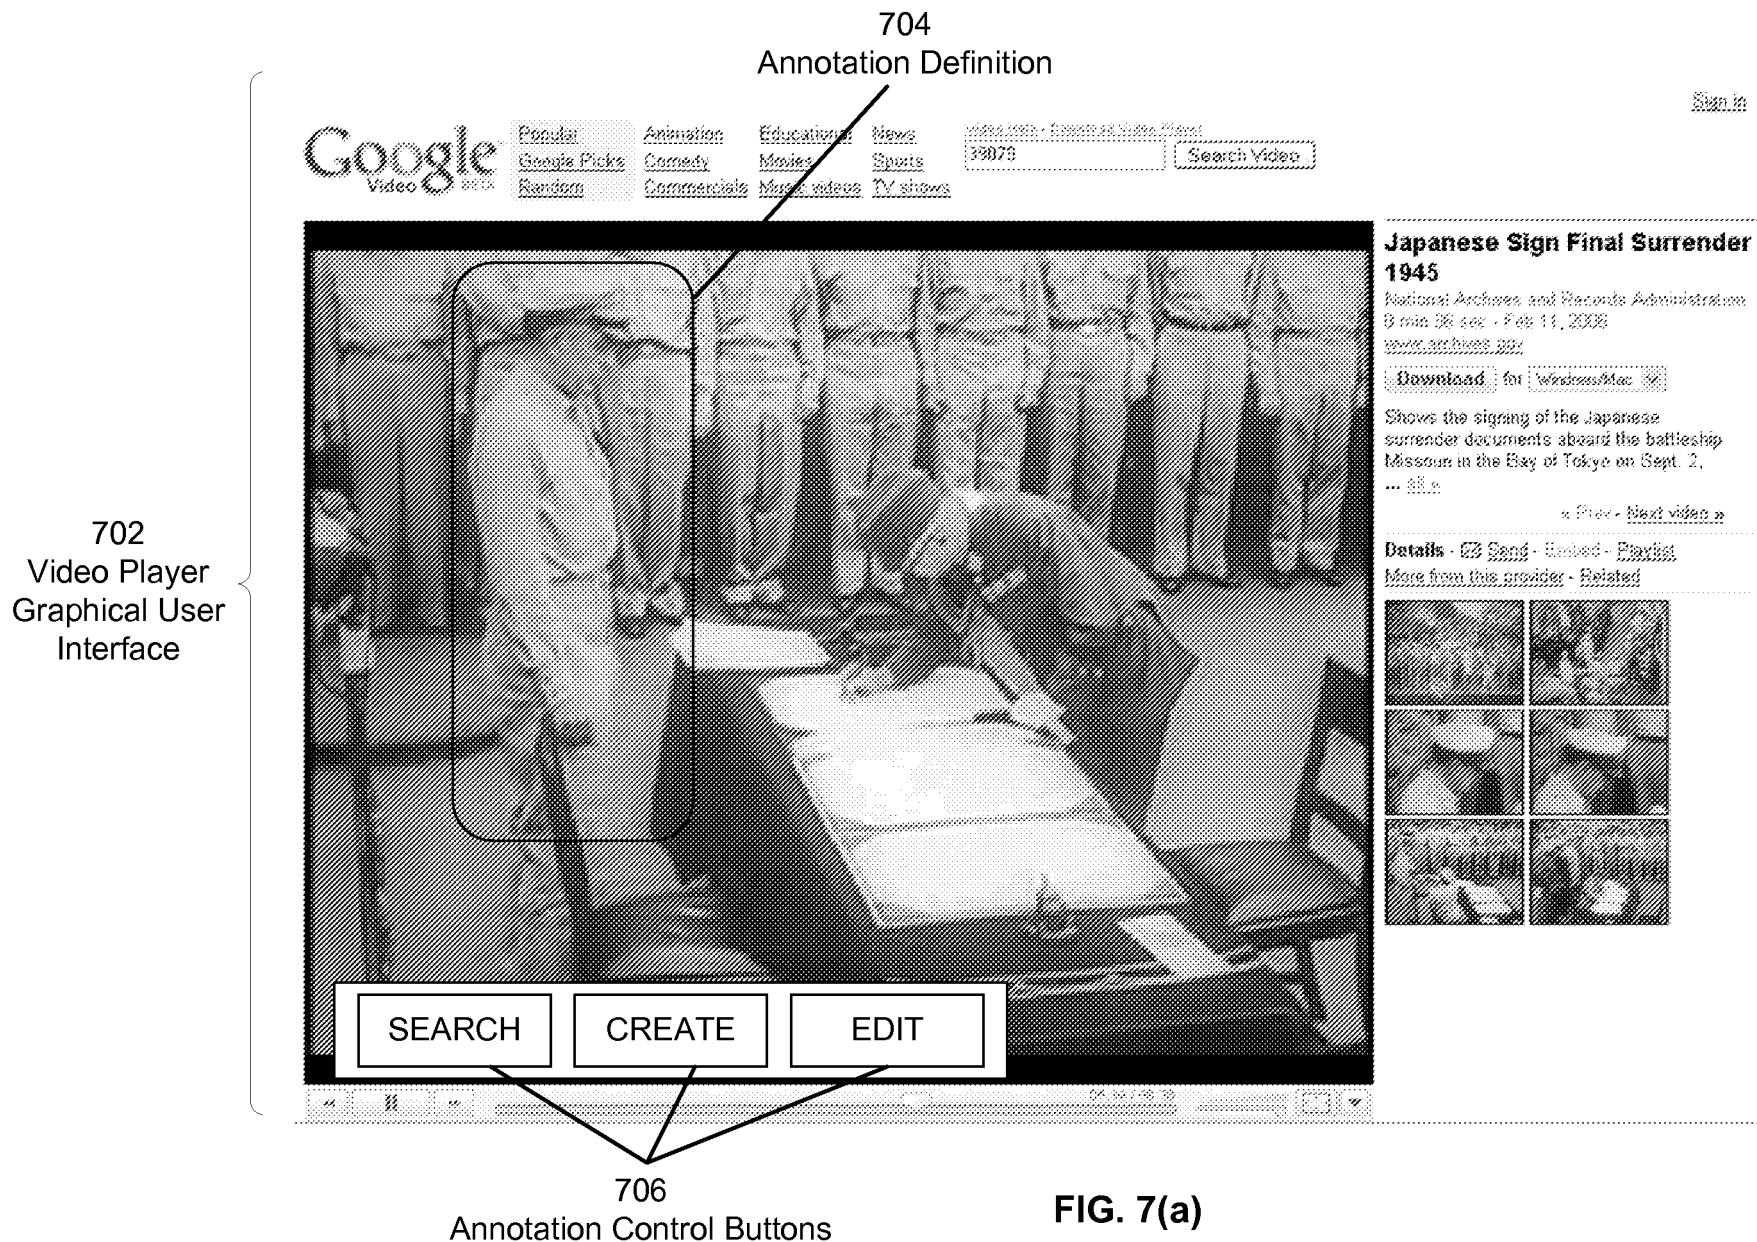 704
Annotation Definition
Sign in
Google
Video BETA
Popular
Google Picks
Random
Animation
Comedy
Commercials
Educational
Movies
Music videos
News
Sports
TV shows
Search Video
Japanese Sign Final Surrender
1945
National Archives and Records Administration
www.archives.gov
Download for Windows/Mac
Shows the signing of the Japanese
surrender documents aboard the battleship
Missouri in the Bay of Tokyo on Sept. 2,
... all »
« Prev - Next video »
Details - Send - Embed - Playlist
More from this provider - Related
702
Video Player
Graphical User
Interface
SEARCH
CREATE
EDIT
706
Annotation Control Buttons
FIG. 7(a)